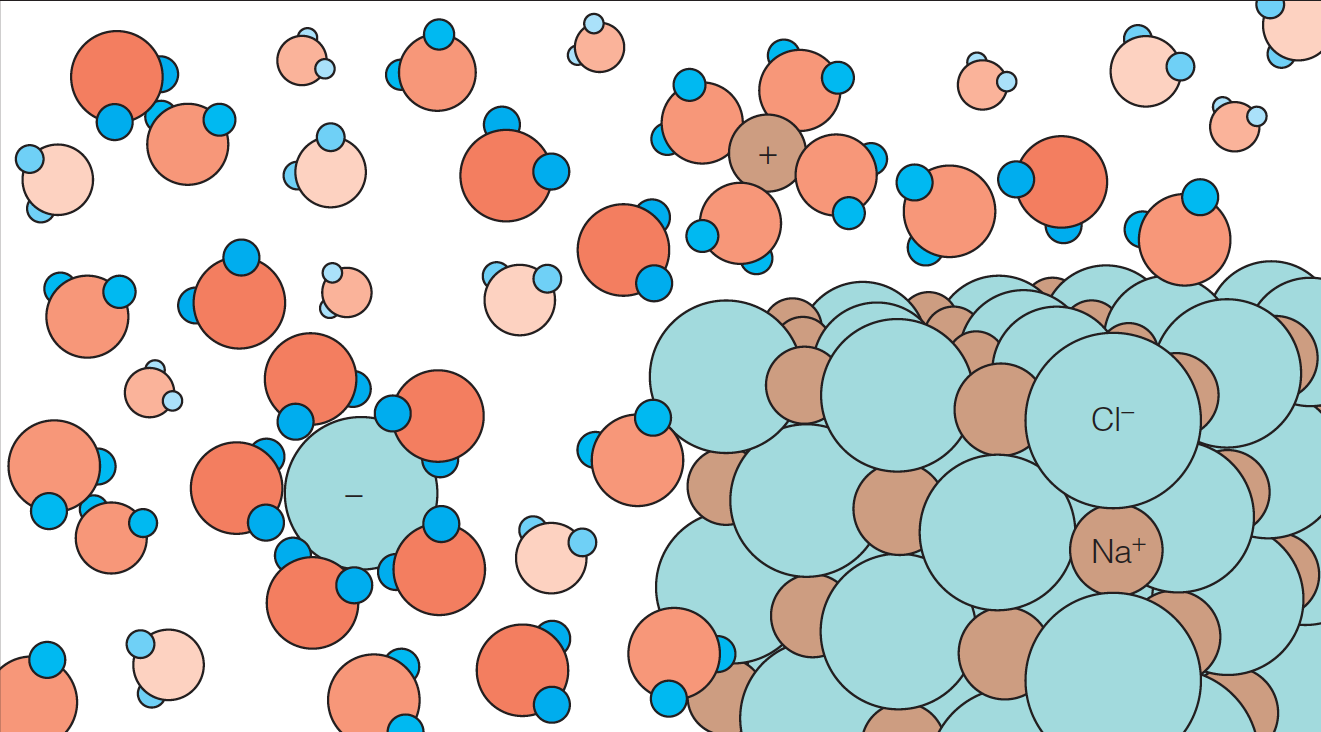 +
Cl⁻
−
Na⁺